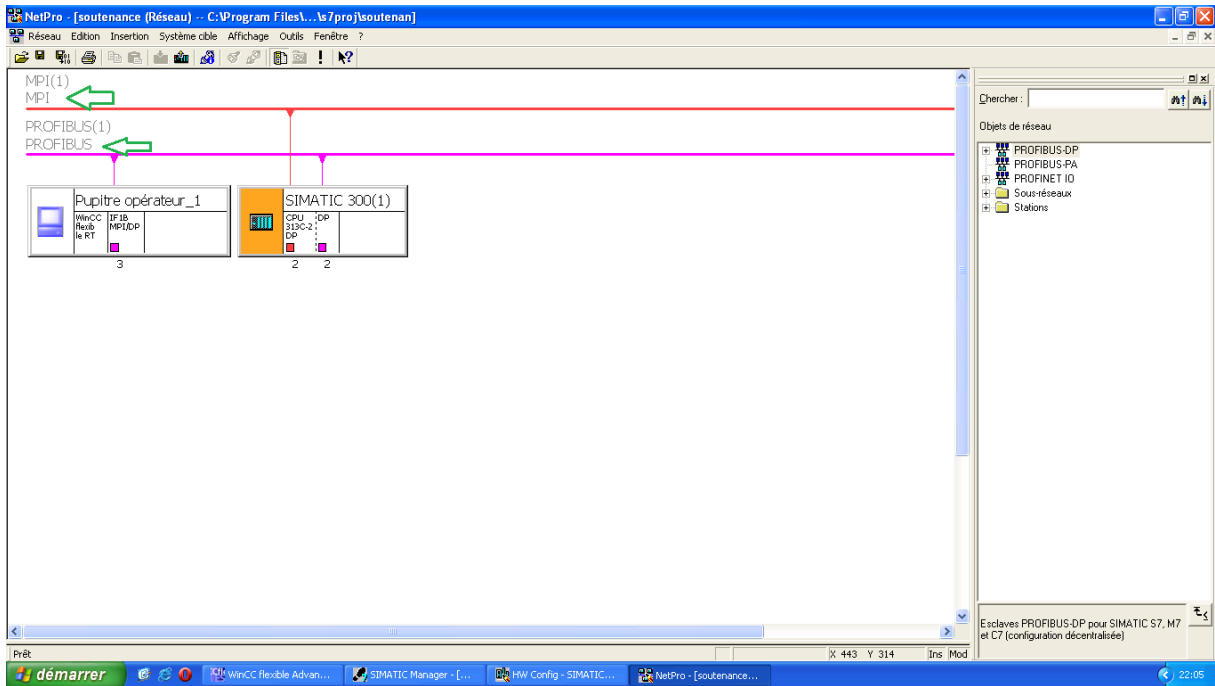 NetPro - [soutenance (Réseau) -- C:\Program Files\...\s7proj\soutenan]
Réseau Edition Insertion Système cible Affichage Outils Fenêtre ?
MPI(1)
MPI
PROFIBUS(1)
PROFIBUS
Pupitre opérateur_1
WinCC flexib le RT
IF1B MPI/DP
3
SIMATIC 300(1)
CPU 313C-2 DP
DP
2 2
Chercher :
Objets de réseau
PROFIBUS-DP
PROFIBUS-PA
PROFINET IO
Sous-réseaux
Stations
Esclaves PROFIBUS-DP pour SIMATIC S7, M7
et C7 (configuration décentralisée)
Prêt
X 443 Y 314 Ins Mod
démarrer WinCC flexible Advan... SIMATIC Manager - [... HW Config - SIMATIC... NetPro - [soutenance... 22:05